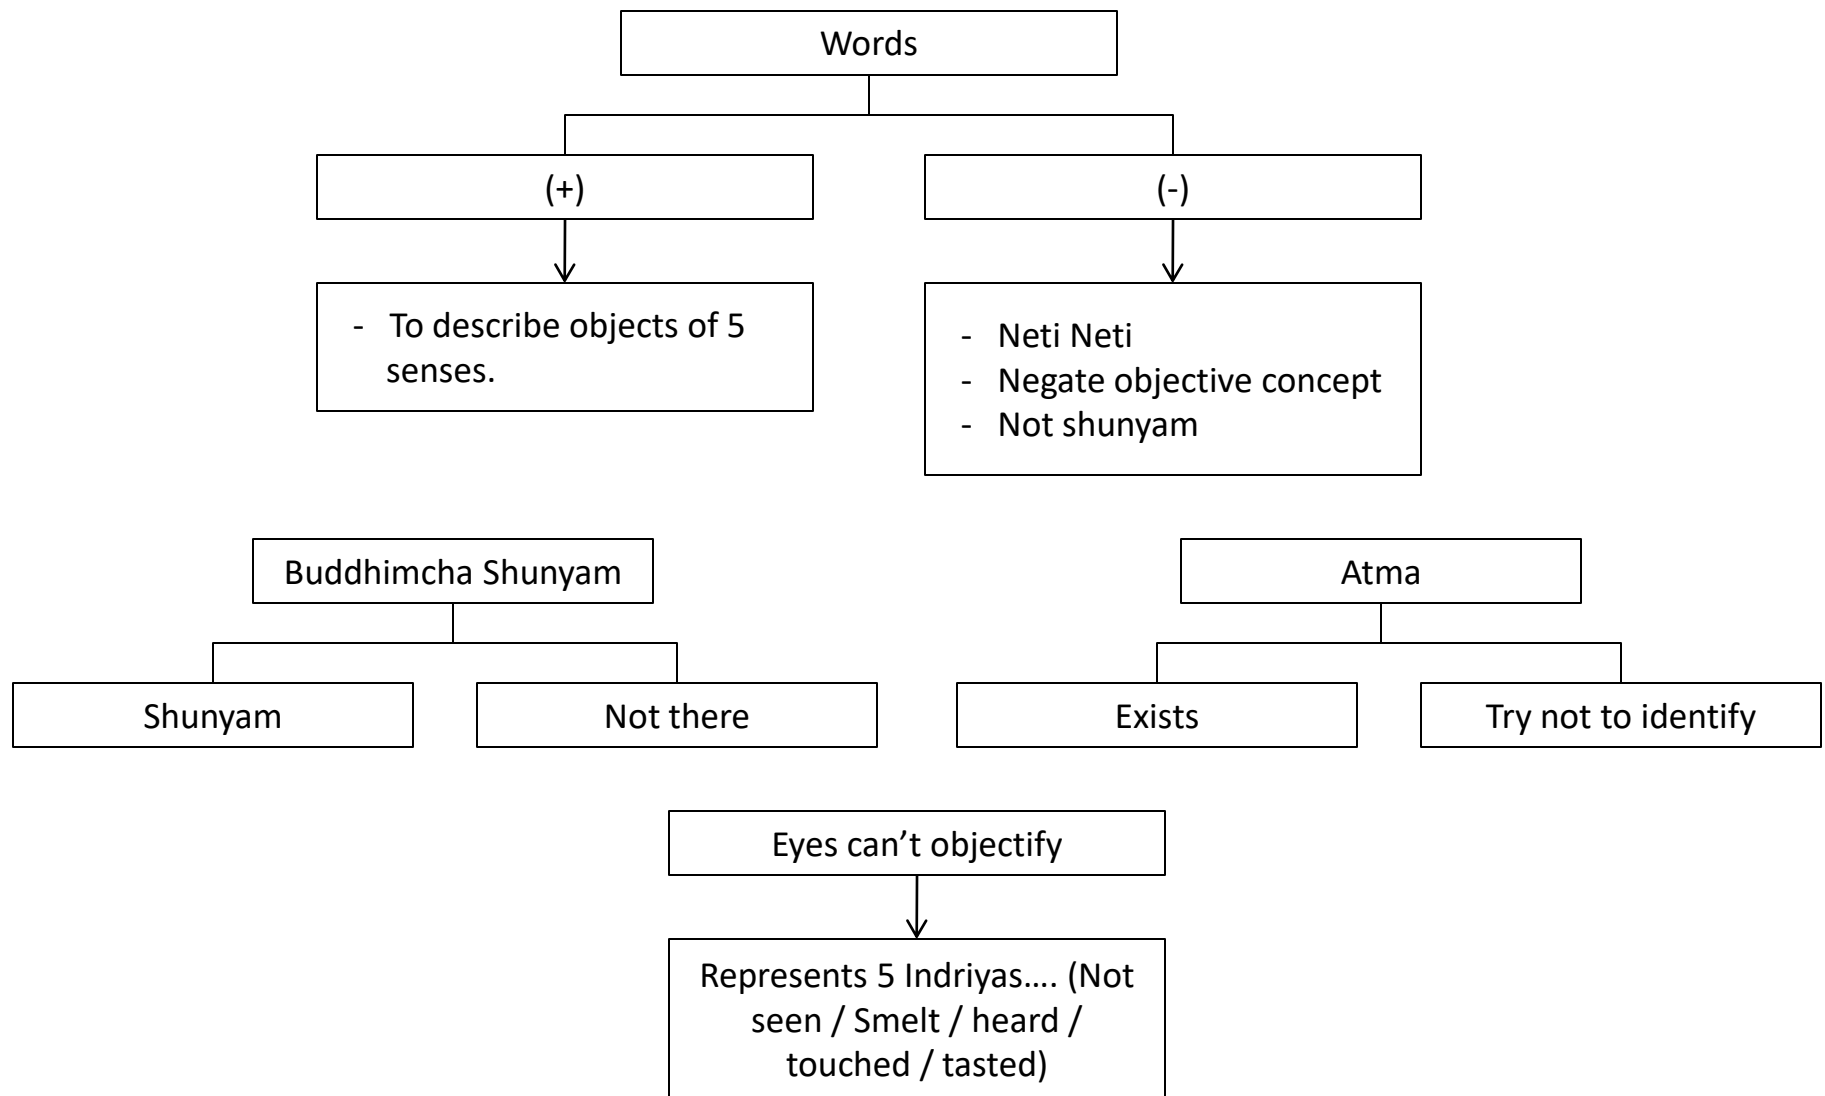 Words
(+)
(-)
- To describe objects of 5
senses.
- Neti Neti
- Negate objective concept
- Not shunyam
Buddhimcha Shunyam
Atma
Shunyam
Not there
Exists
Try not to identify
Eyes can’t objectify
Represents 5 Indriyas…. (Not
seen / Smelt / heard /
touched / tasted)